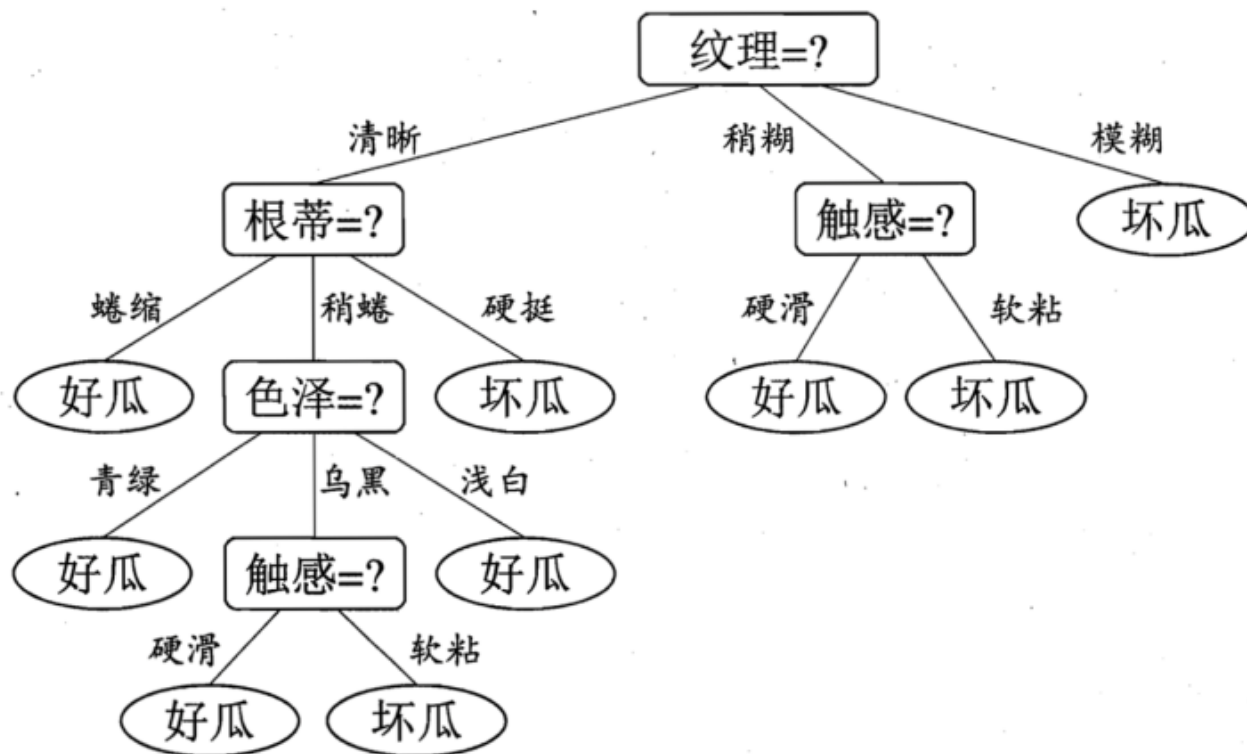 纹理=?
清晰 稍糊 模糊
根蒂=? 触感=? 坏瓜
蜷缩 稍蜷 硬挺 硬滑 软粘
好瓜 色泽=? 坏瓜 好瓜 坏瓜
青绿 乌黑 浅白
好瓜 触感=? 好瓜
硬滑 软粘
好瓜 坏瓜